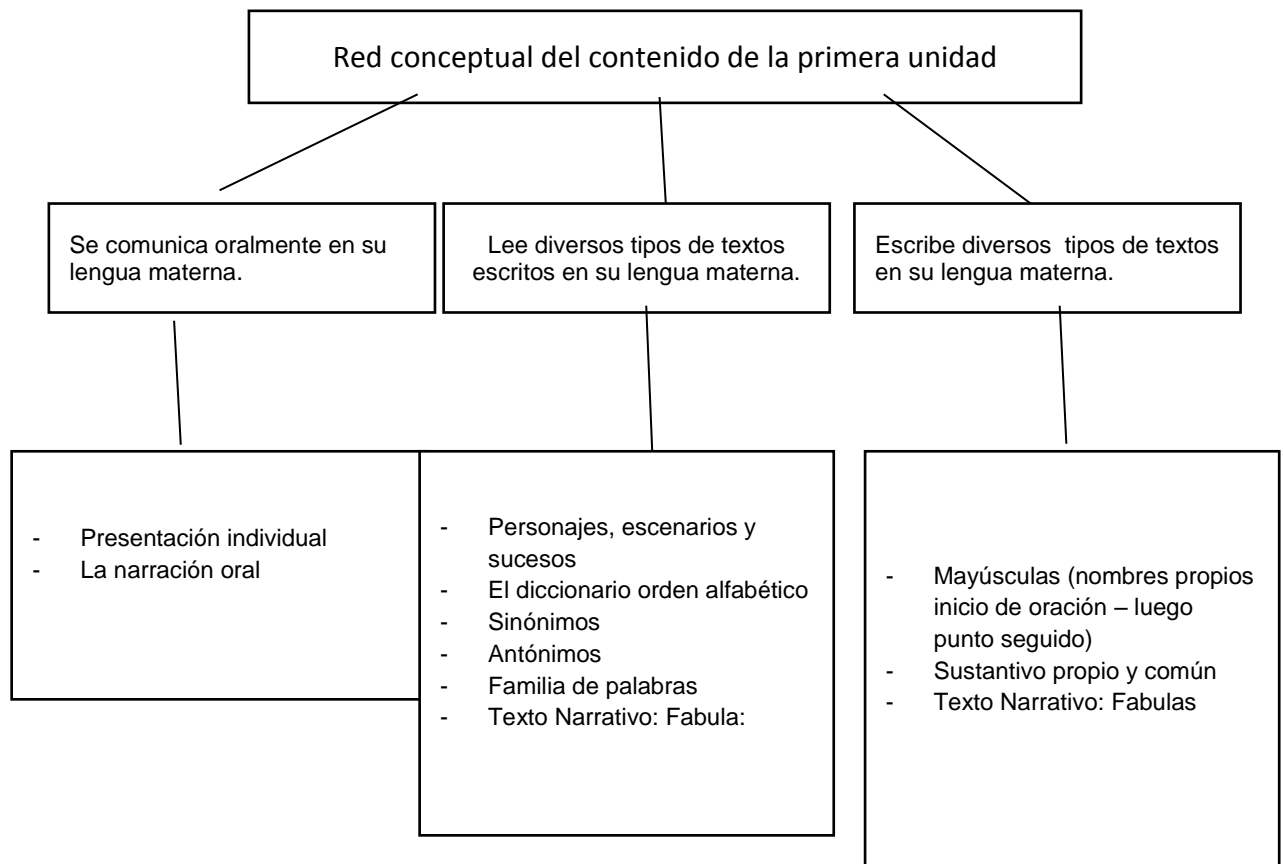 Red conceptual del contenido de la primera unidad
Se comunica oralmente en su
lengua materna.
Lee diversos tipos de textos
escritos en su lengua materna.
Escribe diversos  tipos de textos
en su lengua materna.
- Presentación individual
- La narración oral
- Personajes, escenarios y
sucesos
- El diccionario orden alfabético
- Sinónimos
- Antónimos
- Familia de palabras
- Texto Narrativo: Fabula:
- Mayúsculas (nombres propios
inicio de oración – luego
punto seguido)
- Sustantivo propio y común
- Texto Narrativo: Fabulas